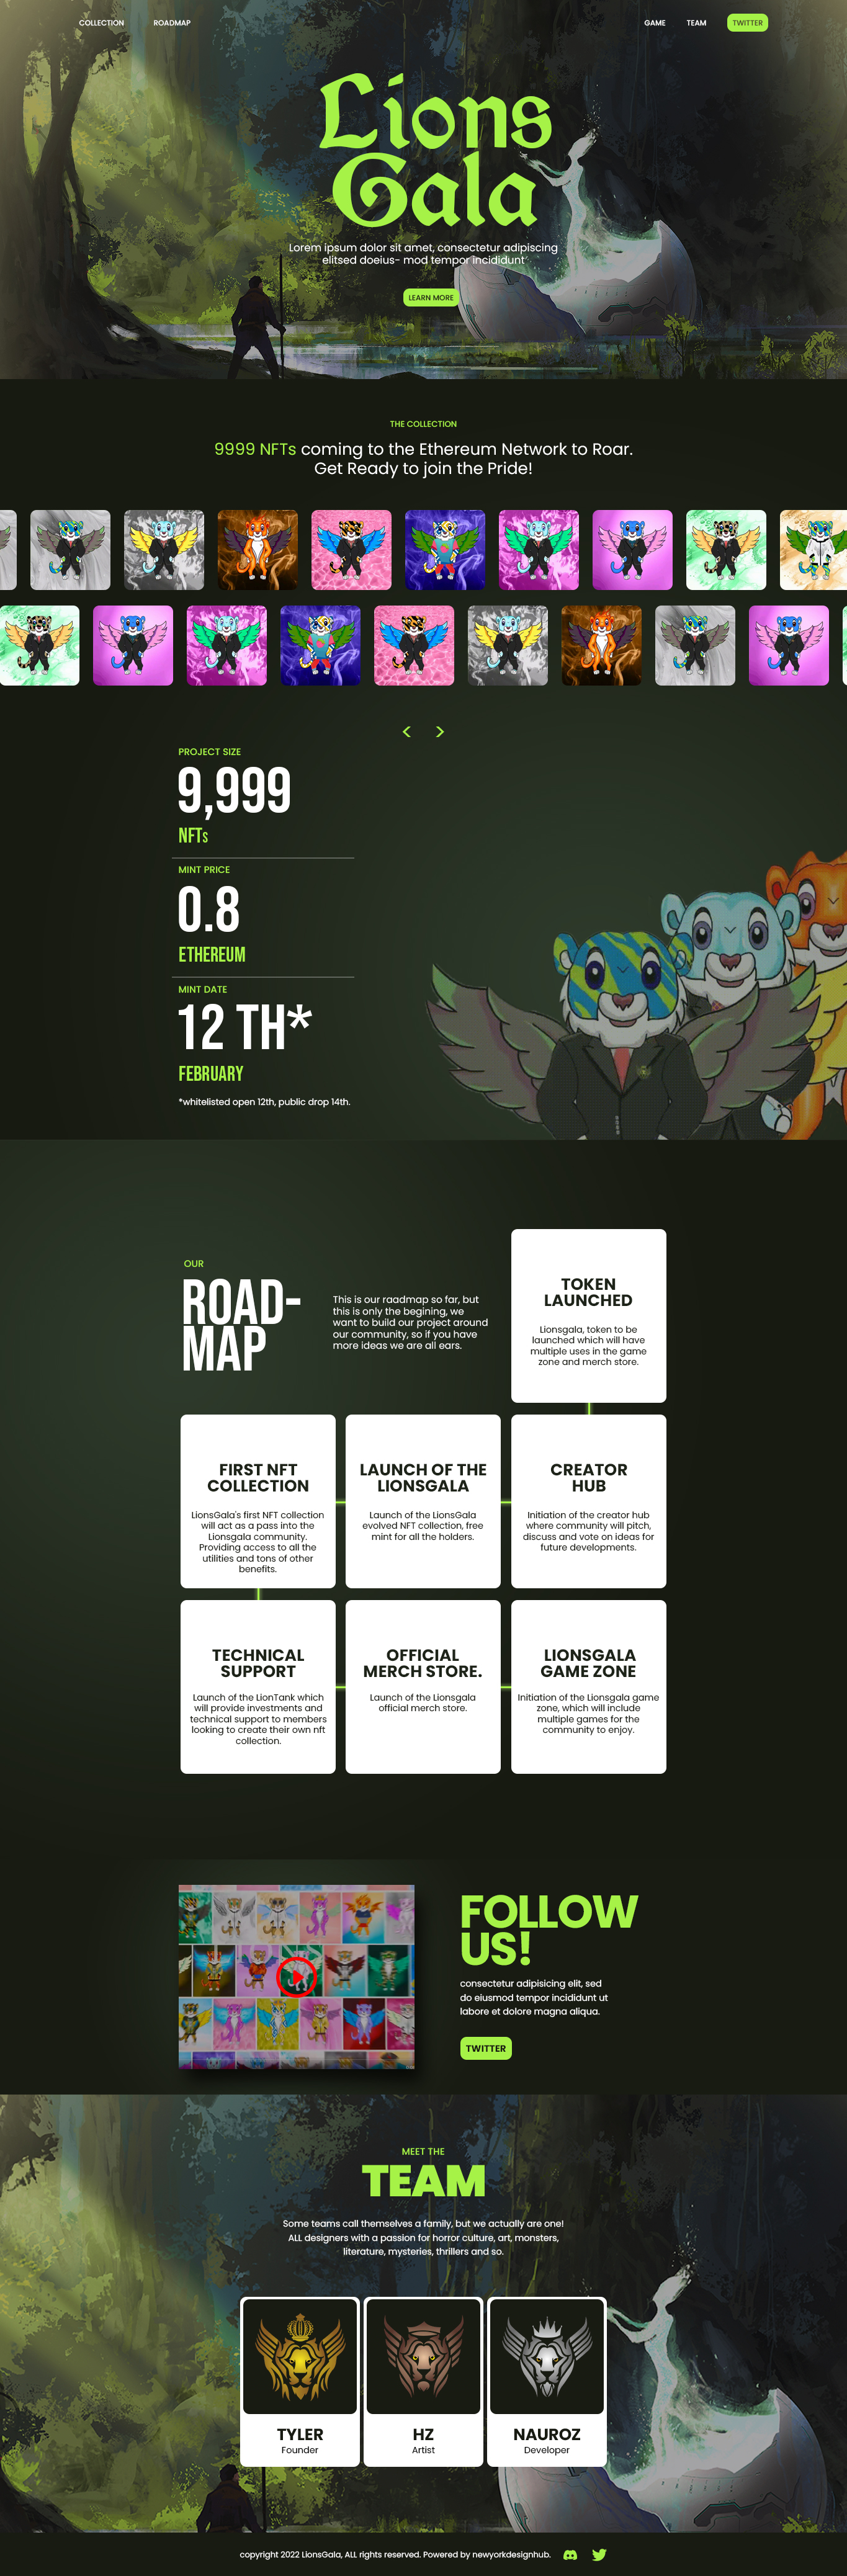 COLLECTION
ROADMAP
GAME
TEAM
TWITTER
Lions
Gala
Lorem ipsum dolor sit amet, consectetur adipiscing
elitsed doeius- mod tempor incididunt
LEARN MORE
THE COLLECTION
9999 NFTs coming to the Ethereum Network to Roar.
Get Ready to join the Pride!
< >
PROJECT SIZE
9,999
NFTs
MINT PRICE
0.8
ETHEREUM
MINT DATE
12 TH*
FEBRUARY
*whitelisted open 12th, public drop 14th.
OUR
ROAD-
MAP
This is our raadmap so far, but
this is only the begining, we
want to build our project around
our community, so if you have
more ideas we are all ears.
TOKEN
LAUNCHED
Lionsgala, token to be
launched which will have
multiple uses in the game
zone and merch store.
FIRST NFT
COLLECTION
LionsGala's first NFT collection
will act as a pass into the
Lionsgala community.
Providing access to all the
utilities and tons of other
benefits.
LAUNCH OF THE
LIONSGALA
Launch of the LionsGala
evolved NFT collection, free
mint for all the holders.
CREATOR
HUB
Initiation of the creator hub
where community will pitch,
discuss and vote on ideas for
future developments.
TECHNICAL
SUPPORT
Launch of the LionTank which
will provide investments and
technical support to members
looking to create their own nft
collection.
OFFICIAL
MERCH STORE.
Launch of the Lionsgala
official merch store.
LIONSGALA
GAME ZONE
Initiation of the Lionsgala game
zone, which will include
multiple games for the
community to enjoy.
FOLLOW
US!
consectetur adipisicing elit, sed
do eiusmod tempor incididunt ut
labore et dolore magna aliqua.
TWITTER
MEET THE
TEAM
Some teams call themselves a family, but we actually are one!
ALL designers with a passion for horror culture, art, monsters,
literature, mysteries, thrillers and so.
TYLER
Founder
HZ
Artist
NAUROZ
Developer
copyright 2022 LionsGala, ALL rights reserved. Powered by newyorkdesignhub.